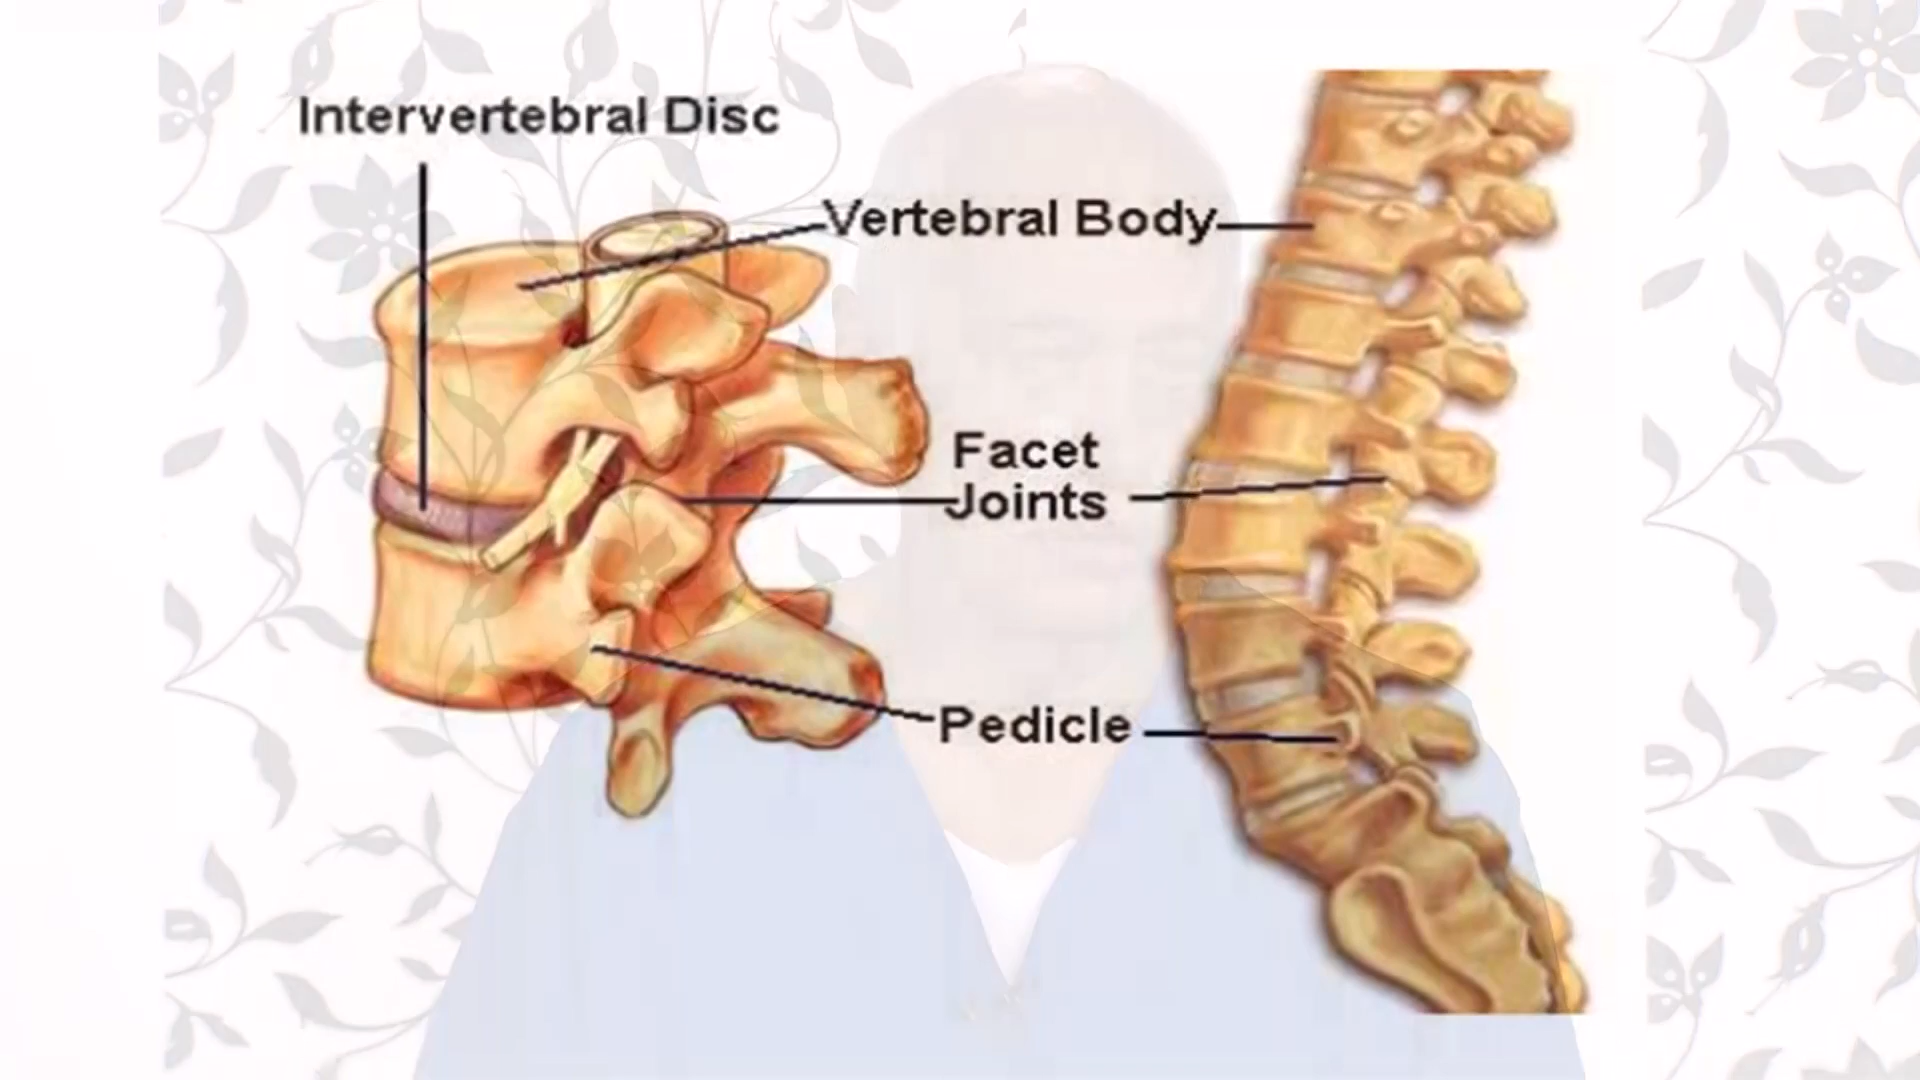 Intervertebral Disc
Vertebral Body
Facet
Joints
Pedicle